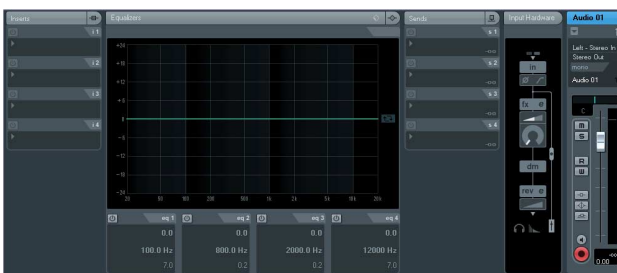 Inserts
i 1
i 2
i 3
i 4
Equalizers
+24
+18
+12
+6
0
-6
-12
-18
-24
20
50
100
200
500
1k
2k
5k
10k
20k
eq 1
0.0
100.0 Hz
7.0
eq 2
0.0
800.0 Hz
0.2
eq 3
0.0
2000.0 Hz
0.2
eq 4
0.0
12000 Hz
7.0
Sends
s 1
-oo
s 2
-oo
s 3
-oo
s 4
-oo
Input Hardware
in
fx e
dm
rev e
Audio 01
Left - Stereo In
Stereo Out
mono
Audio 01
C
m
S
R
W
0.00
-oo